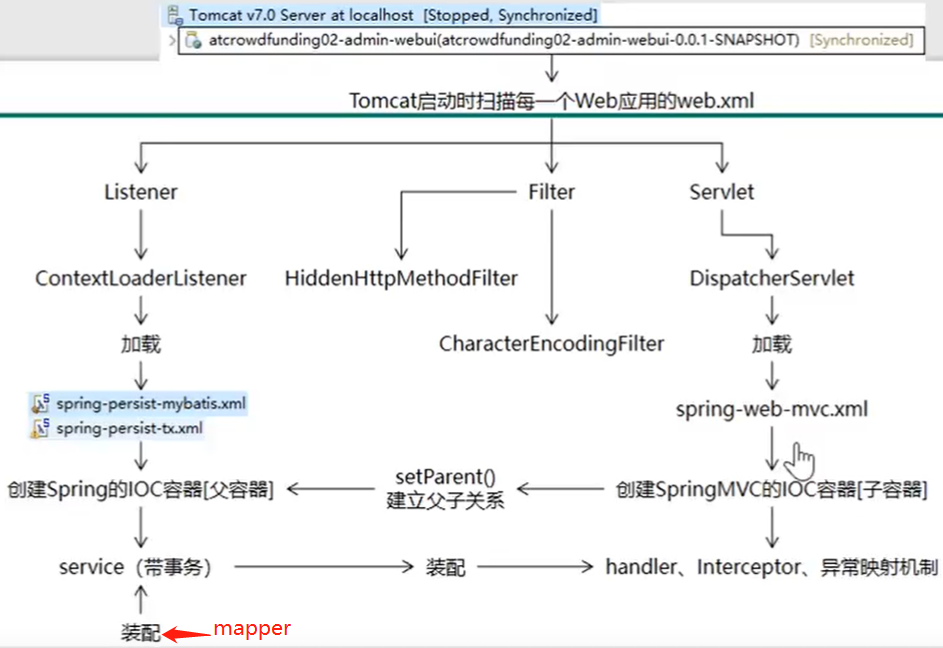 Tomcat v7.0 Server at localhost [Stopped, Synchronized]
atcrowdfunding02-admin-webui(atcrowdfunding02-admin-webui-0.0.1-SNAPSHOT) [Synchronized]
Tomcat启动时扫描每一个Web应用的web.xml
Listener
Filter
Servlet
ContextLoaderListener
HiddenHttpMethodFilter
DispatcherServlet
加载
CharacterEncodingFilter
加载
spring-persist-mybatis.xml
spring-persist-tx.xml
spring-web-mvc.xml
创建Spring的IOC容器[父容器]
setParent()
建立父子关系
创建SpringMVC的IOC容器[子容器]
service（带事务）
装配
handler、Interceptor、异常映射机制
装配
mapper